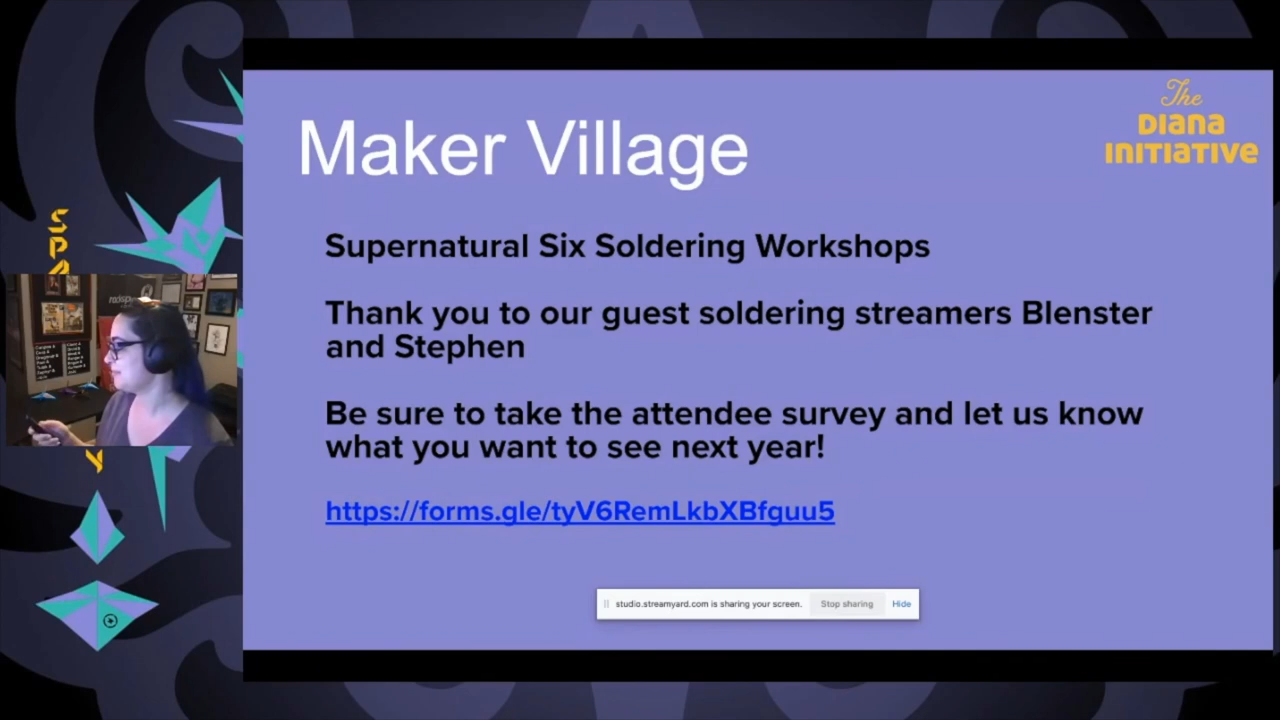 The
DIANA
INITIATIVE
Maker Village
Supernatural Six Soldering Workshops
Thank you to our guest soldering streamers Blenster
and Stephen
Be sure to take the attendee survey and let us know
what you want to see next year!
https://forms.gle/tyV6RemLkbXBfguu5
studio.streamyard.com is sharing your screen.
Stop sharing
Hide